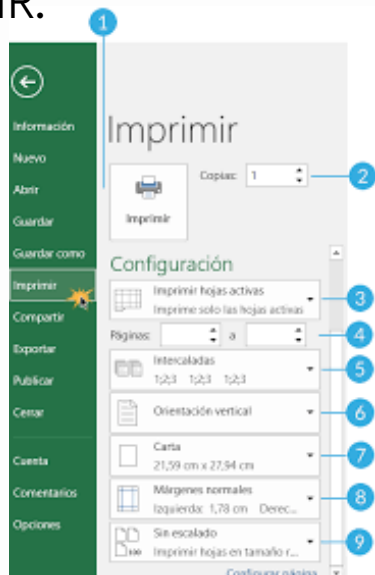 IR.
1
Información
Nuevo
Abrir
Guardar
Guardar como
Imprimir
Compartir
Exportar
Publicar
Cerrar
Cuenta
Comentarios
Opciones
Imprimir
Imprimir
Copias: 1
2
Configuración
Imprimir hojas activas
Imprime solo las hojas activas
3
Páginas: a
4
Intercaladas
1;2;3 1;2;3 1;2;3
5
Orientación vertical
6
Carta
21,59 cm x 27,94 cm
7
Márgenes normales
Izquierda: 1,78 cm Derec...
8
Sin escalado
Imprimir hojas en tamaño r...
9
100
Configurar página